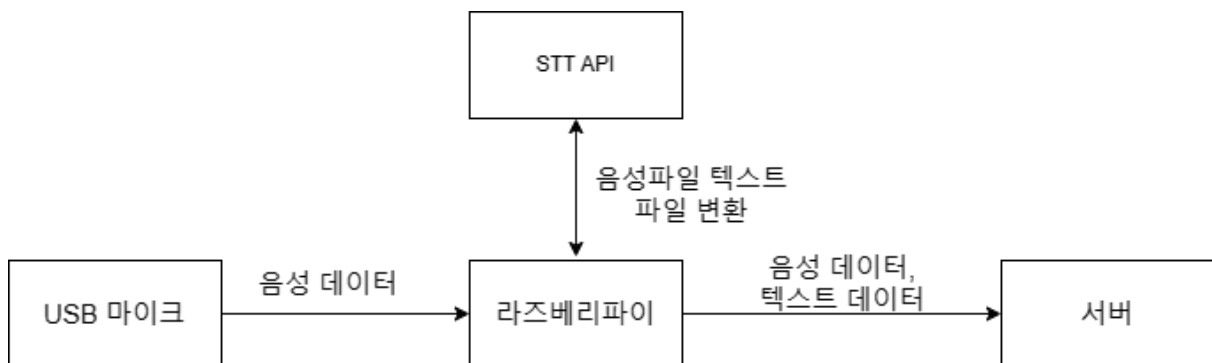 STT API
음성파일 텍스트
파일 변환
USB 마이크
음성 데이터
라즈베리파이
음성 데이터,
텍스트 데이터
서버